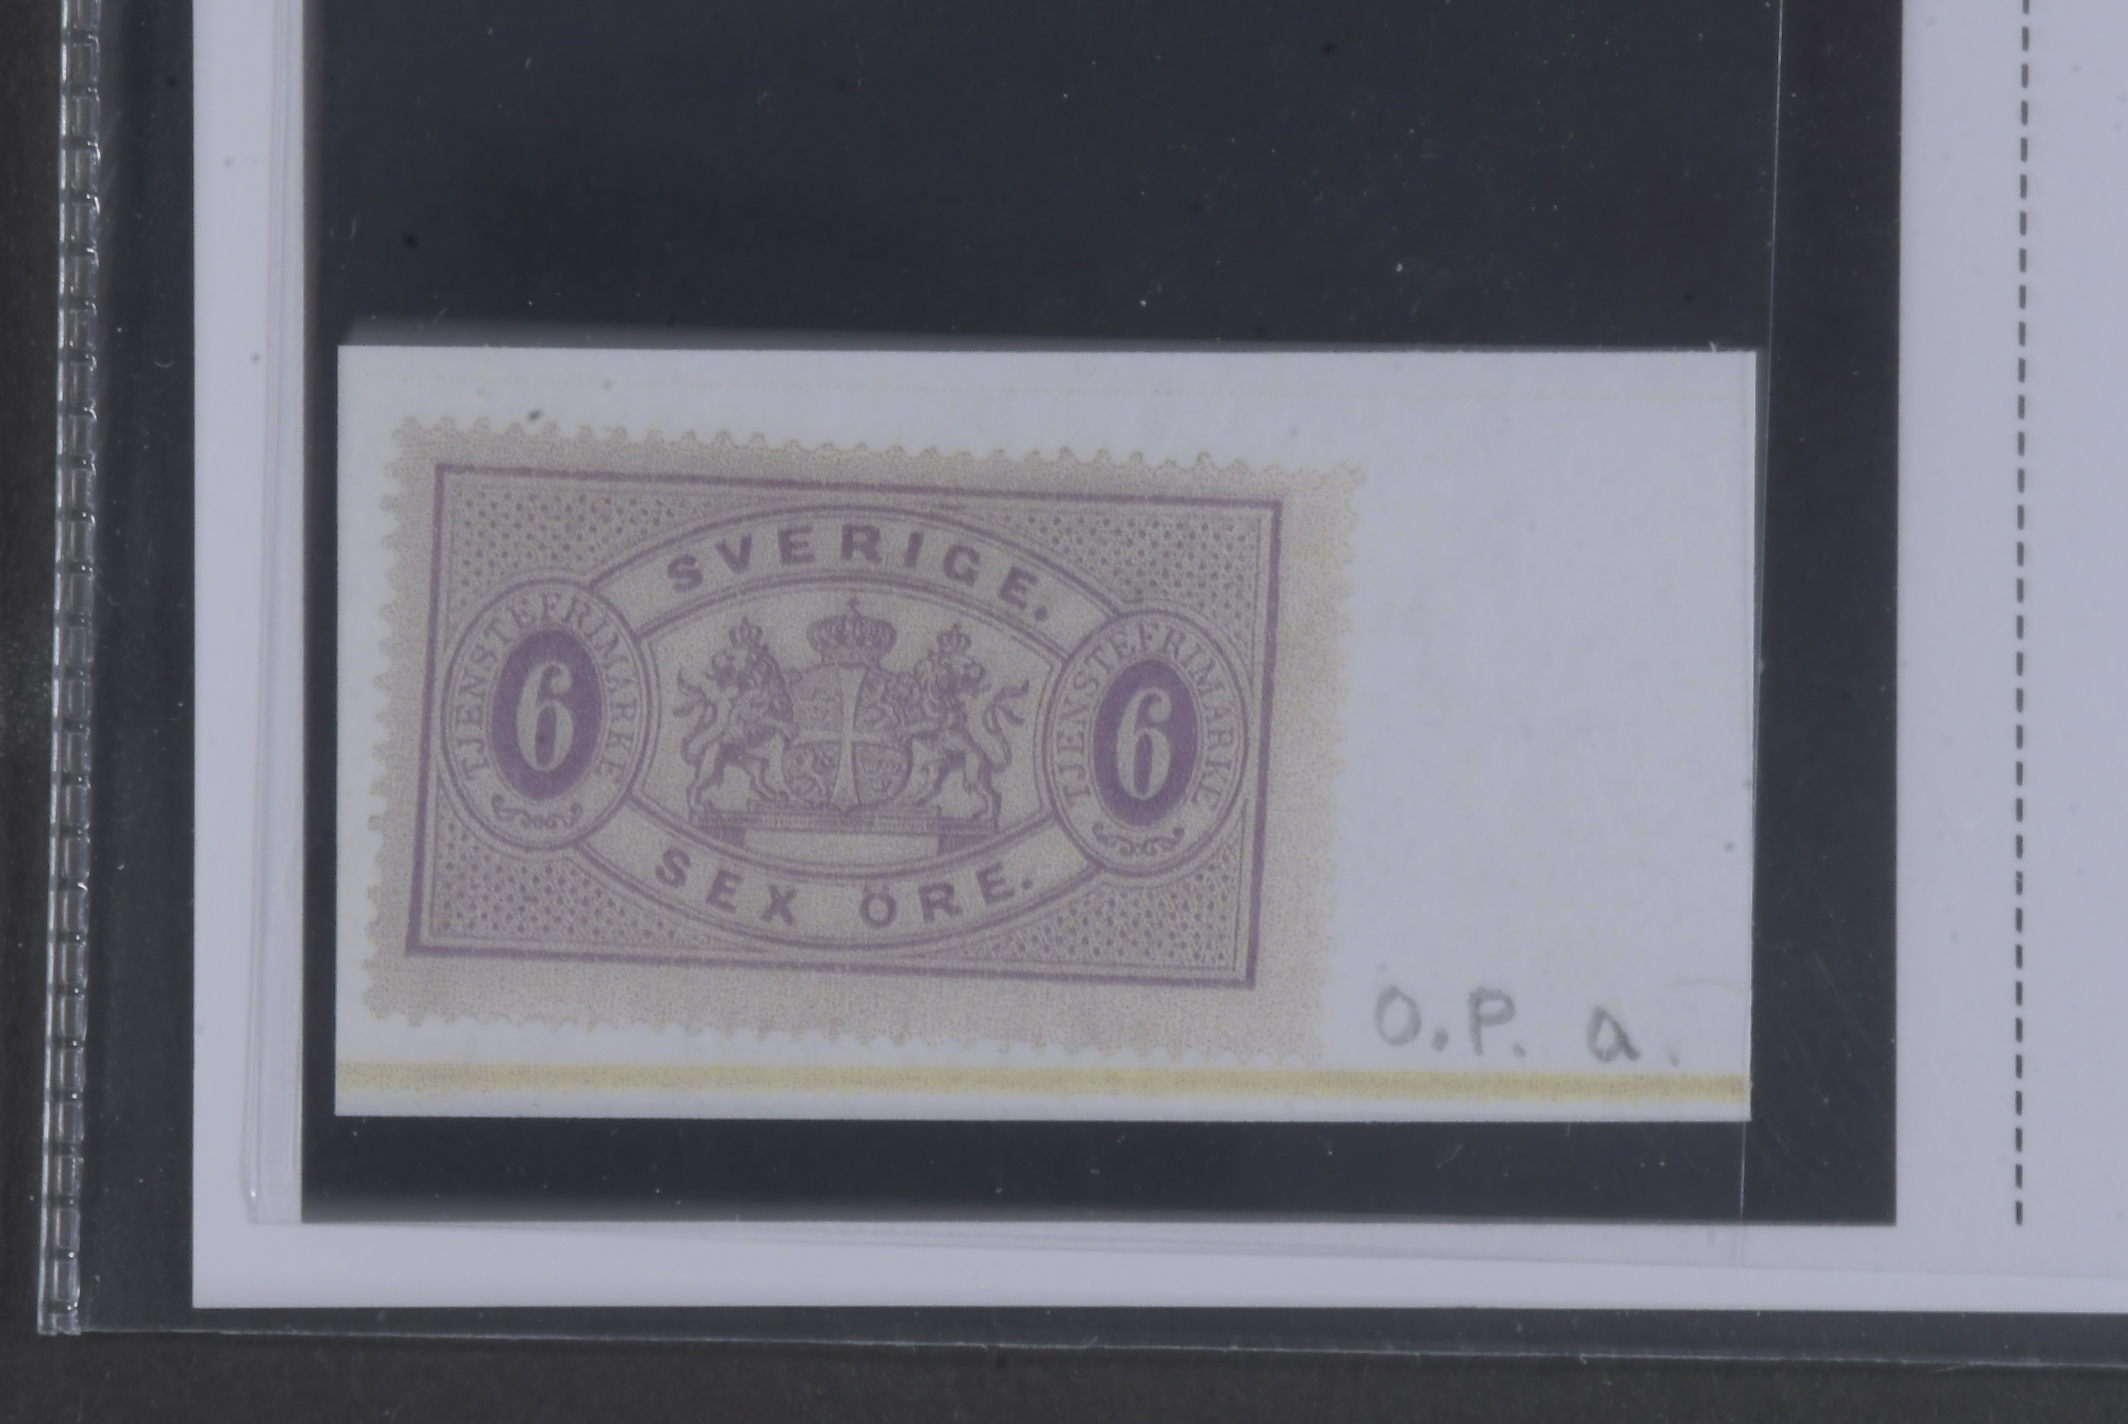 SVERIGE.
TJENSTEFRIMARKE
6
TJENSTEFRIMARKE
6
SEX ÖRE.
O.P. a.